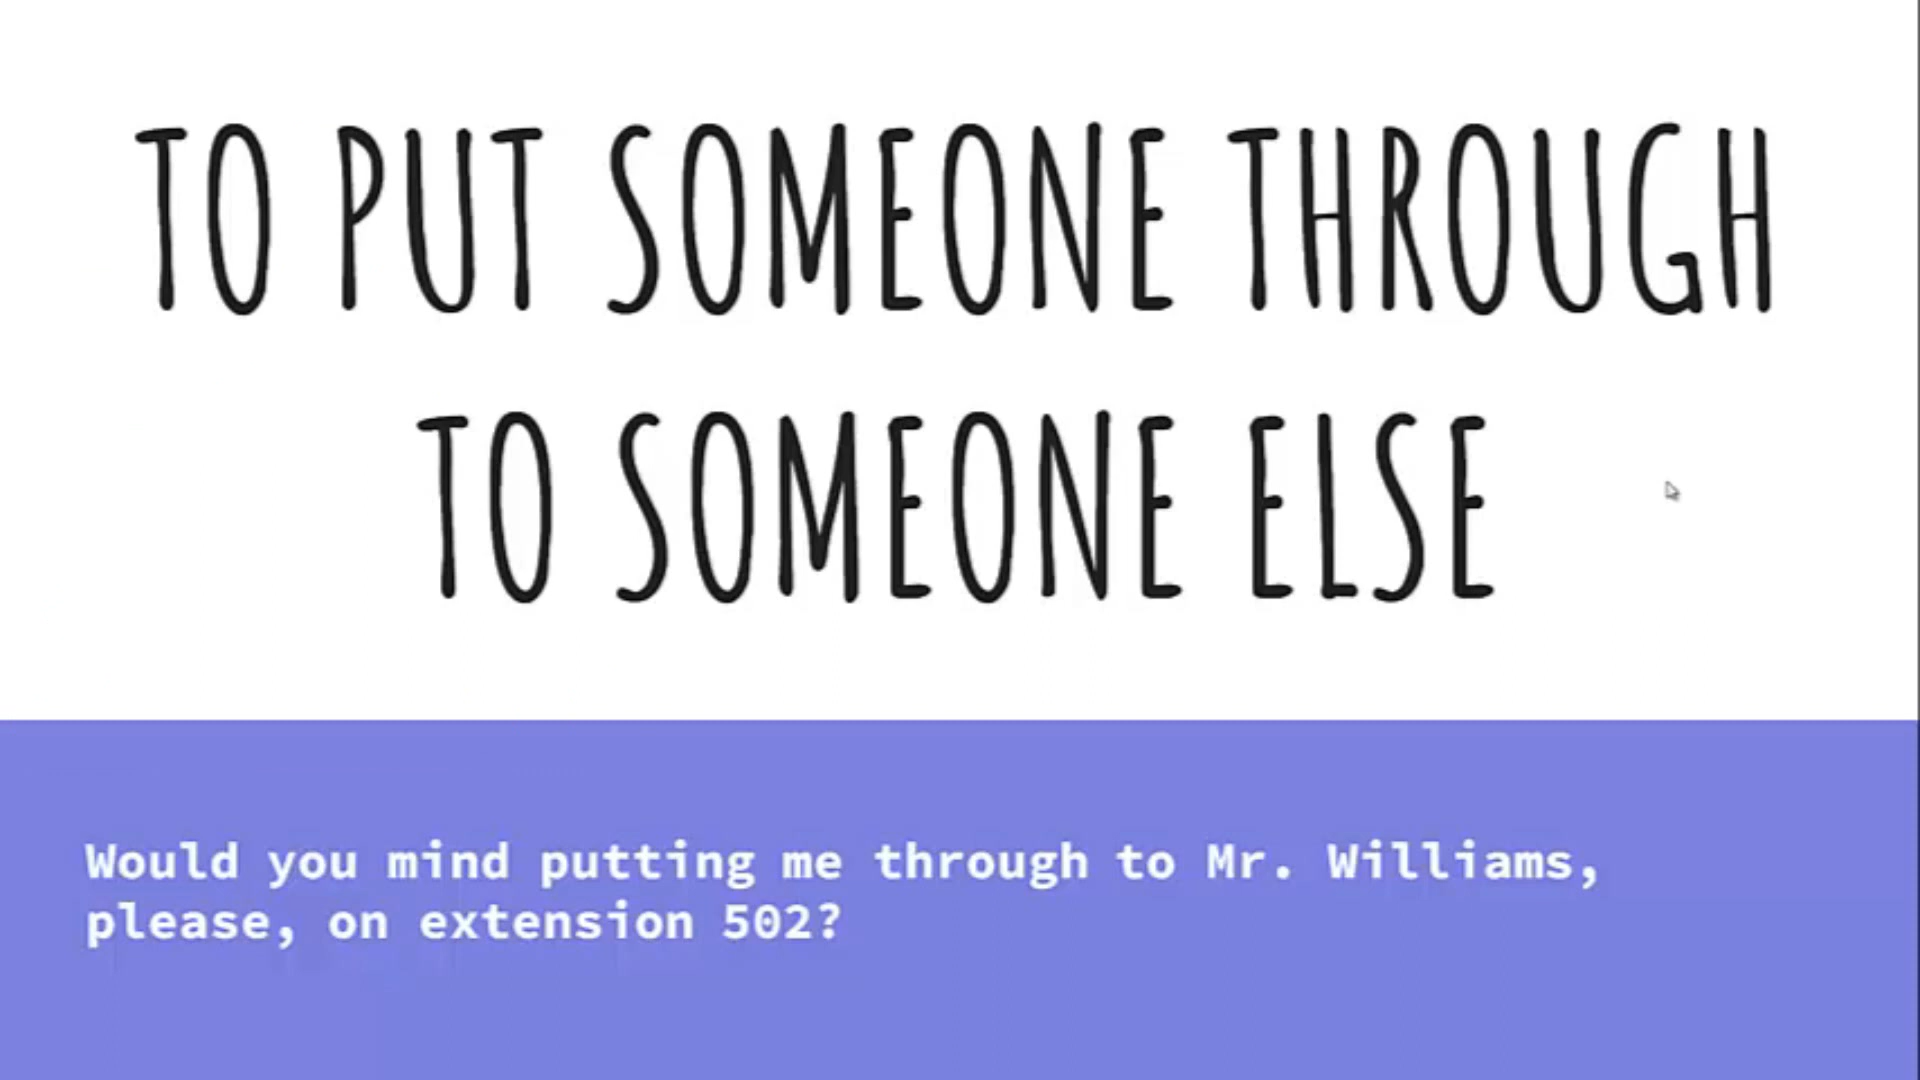 TO PUT SOMEONE THROUGH
TO SOMEONE ELSE
Would you mind putting me through to Mr. Williams,
please, on extension 502?